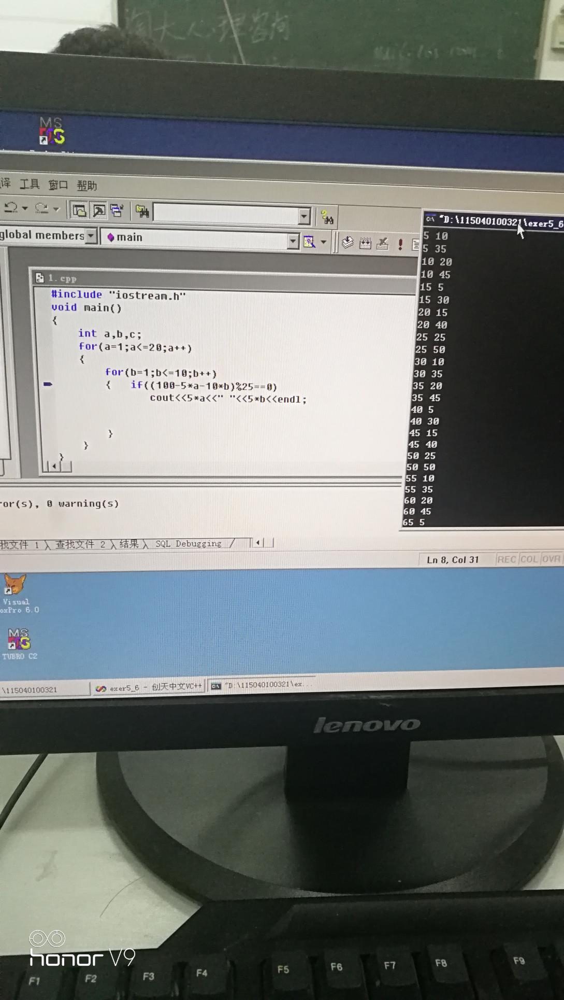 淘大心理咨询
MS
译 工具 窗口 帮助
global members
main
1.cpp
#include "iostream.h"
void main()
{
int a,b,c;
for(a=1;a<=20;a++)
{
for(b=1;b<=10;b++)
{ if((100-5*a-10*b)%25==0)
cout<<5*a<<" "<<5*b<<endl;
}
}
}
"D:\115040100321\exer5_6
5 10
5 35
10 20
10 45
15 5
15 30
20 15
20 40
25 25
25 50
30 10
30 35
35 20
35 45
40 5
40 30
45 15
45 40
50 25
50 50
55 10
55 35
60 20
60 45
65 5
ror(s), 0 warning(s)
找文件 1 查找文件 2 结果 SQL Debugging
Ln 8, Col 31 REC COL OVR
Visual
oxPro 6.0
MS
TUBRO C2
\115040100321
exer5_6 - 创天中文VC++
"D:\115040100321\ex...
lenovo
honor V9
F1 F2 F3 F4 F5 F6 F7 F8 F9